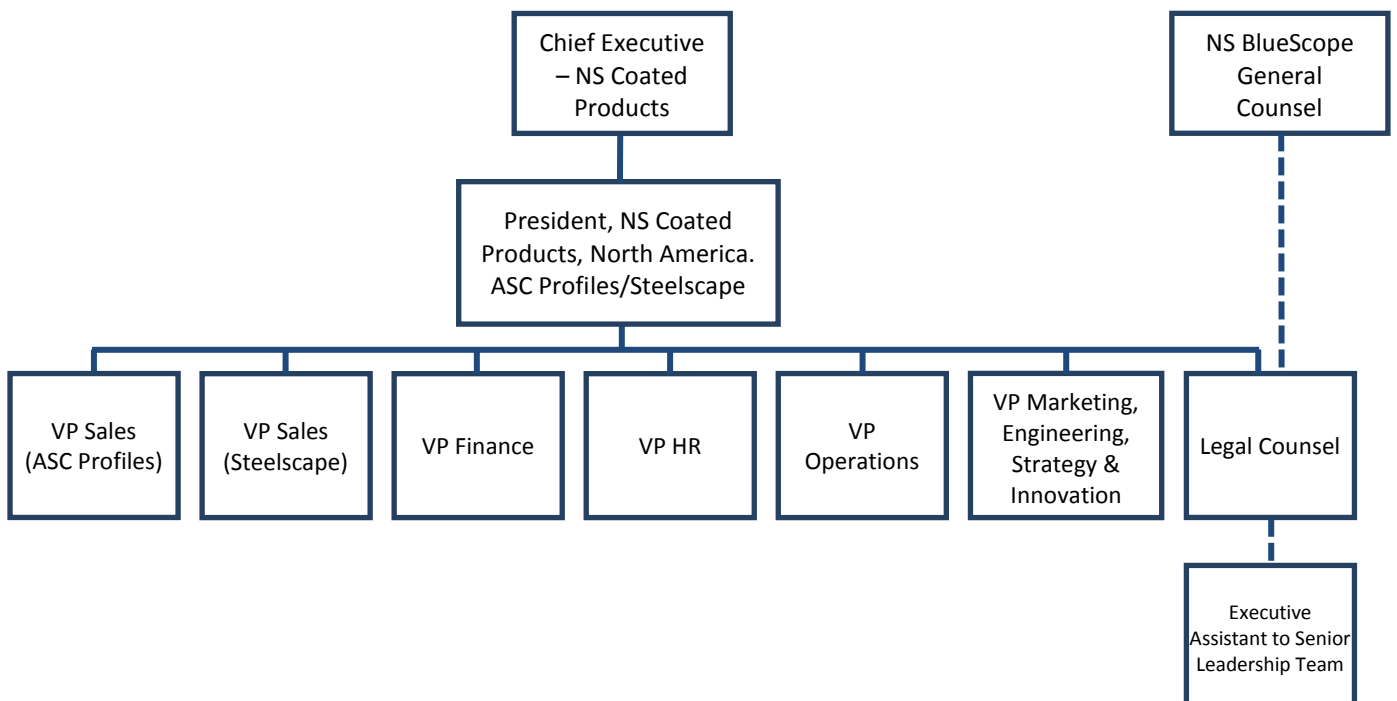 Chief Executive
– NS Coated
Products
NS BlueScope
General
Counsel
President, NS Coated
Products, North America.
ASC Profiles/Steelscape
VP Sales
(ASC Profiles)
VP Sales
(Steelscape)
VP Finance
VP HR
VP
Operations
VP Marketing,
Engineering,
Strategy &
Innovation
Legal Counsel
Executive
Assistant to Senior
Leadership Team